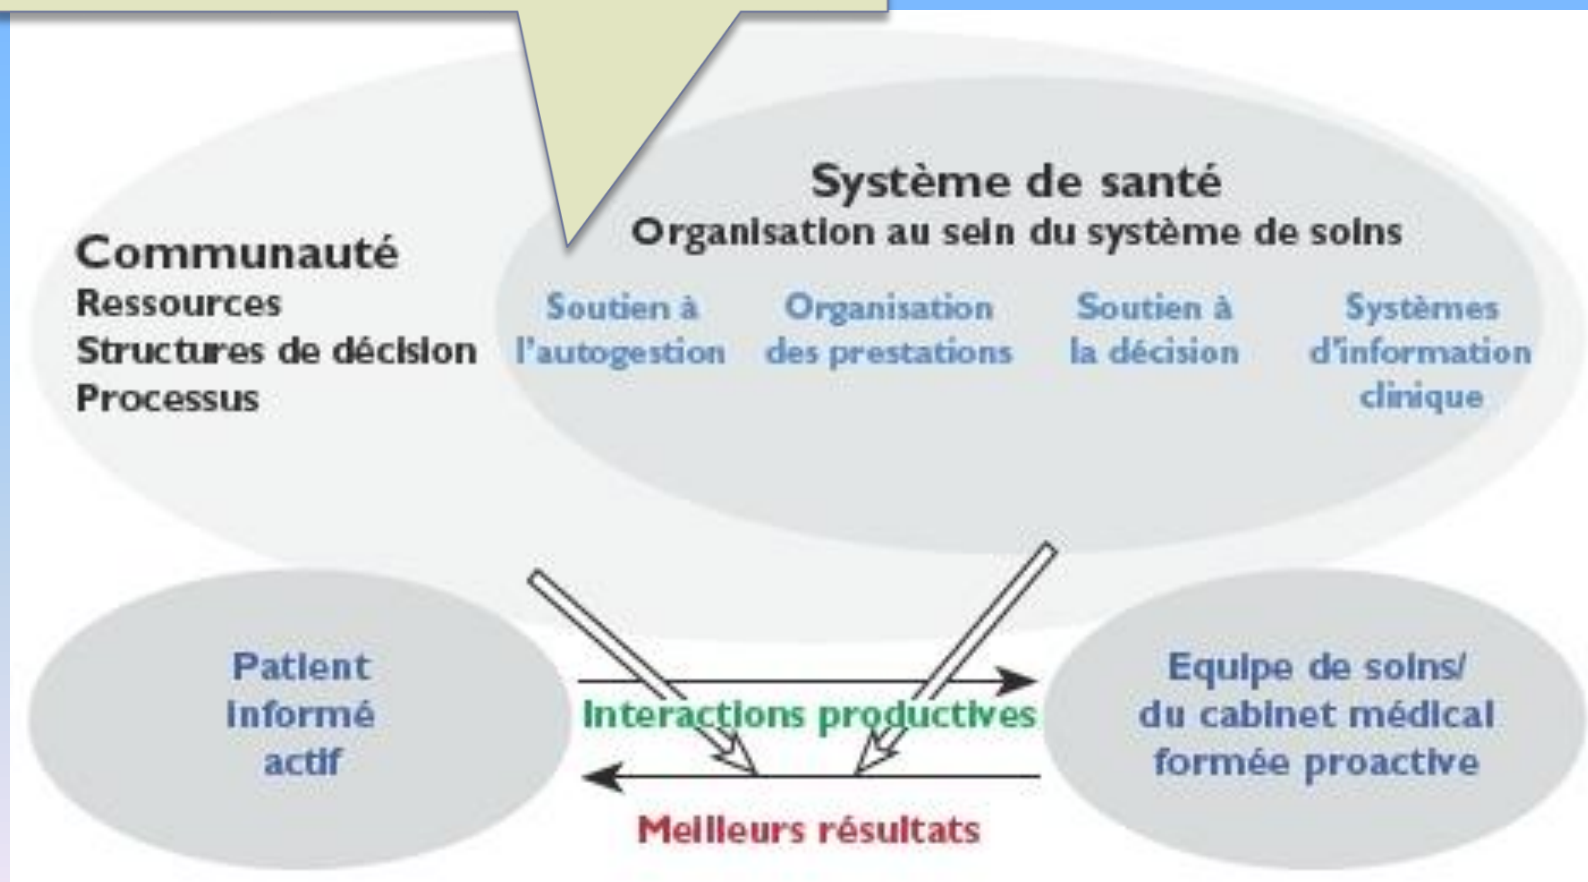 Système de santé
Organisation au sein du système de soins
Communauté
Ressources
Structures de décision
Processus
Soutien à
l'autogestion
Organisation
des prestations
Soutien à
la décision
Systèmes
d'information
clinique
Patient
informé
actif
Interactions productives
Meilleurs résultats
Equipe de soins/
du cabinet médical
formée proactive